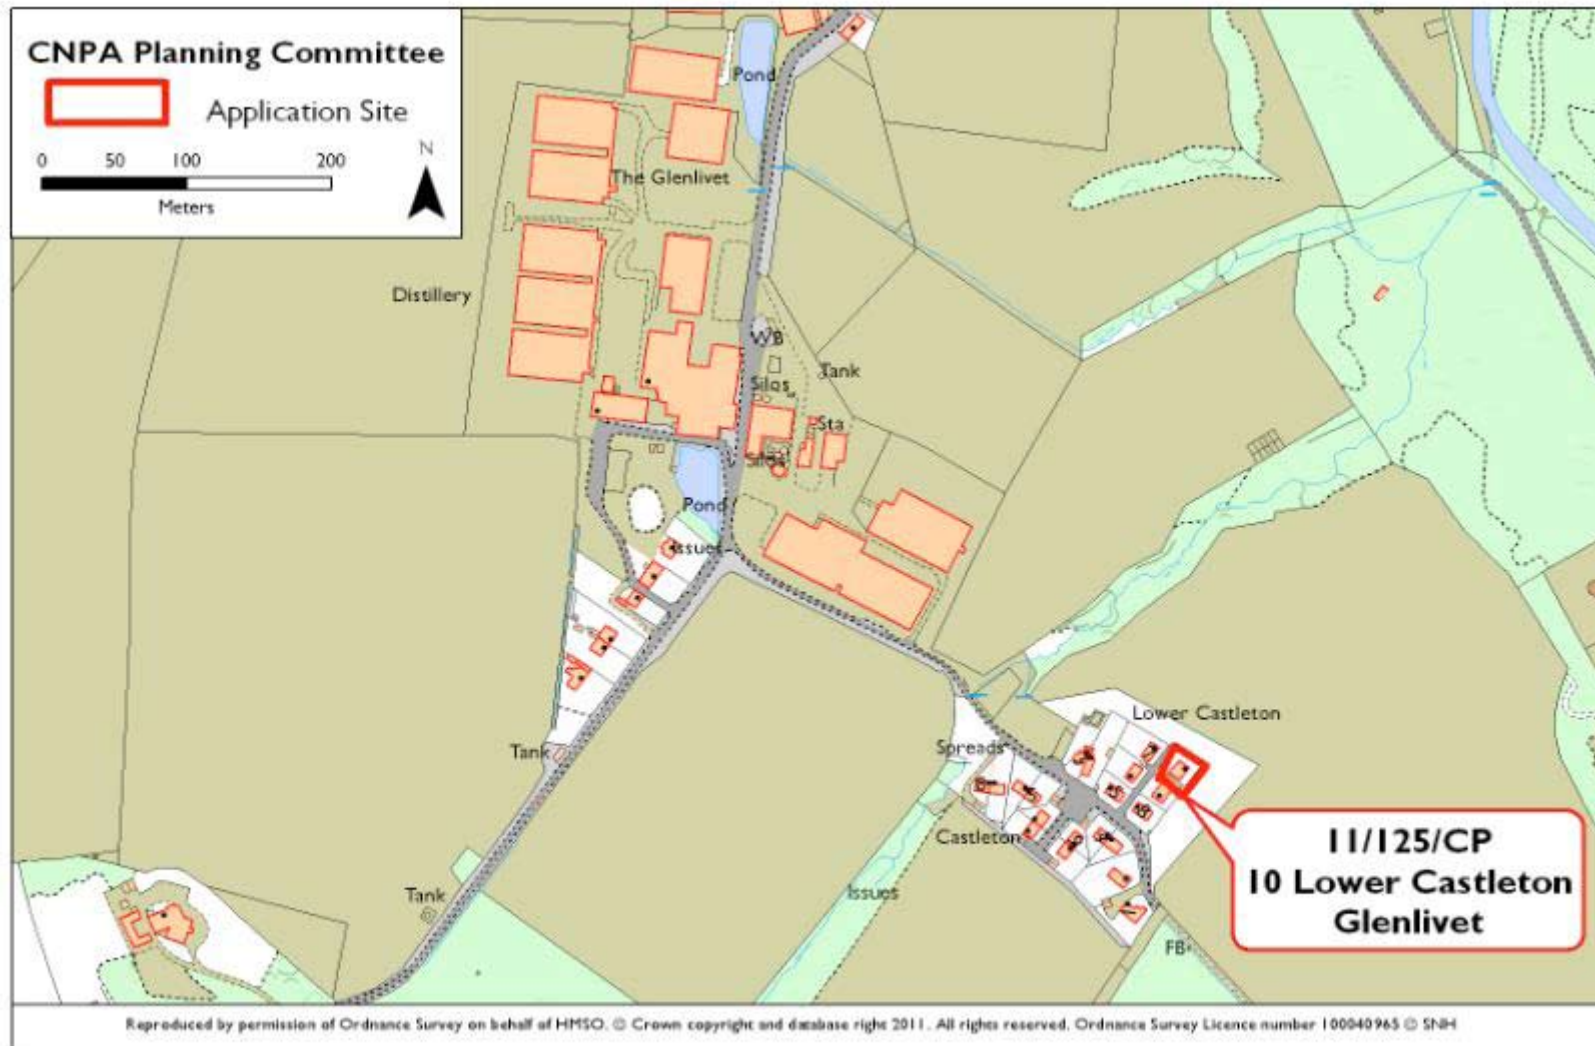 CNPA Planning Committee
Application Site
0 50 100 200
Meters
N
Pond
The Glenlivet
Distillery
WB
Tank
Silos
Sta
Silos
Pond
Issues
Lower Castleton
Tank
Spreads
Castleton
11/125/CP
10 Lower Castleton
Glenlivet
Tank
Issues
FB
Reproduced by permission of Ordnance Survey on behalf of HMSO. © Crown copyright and database right 2011. All rights reserved. Ordnance Survey Licence number 100040965 © SNH